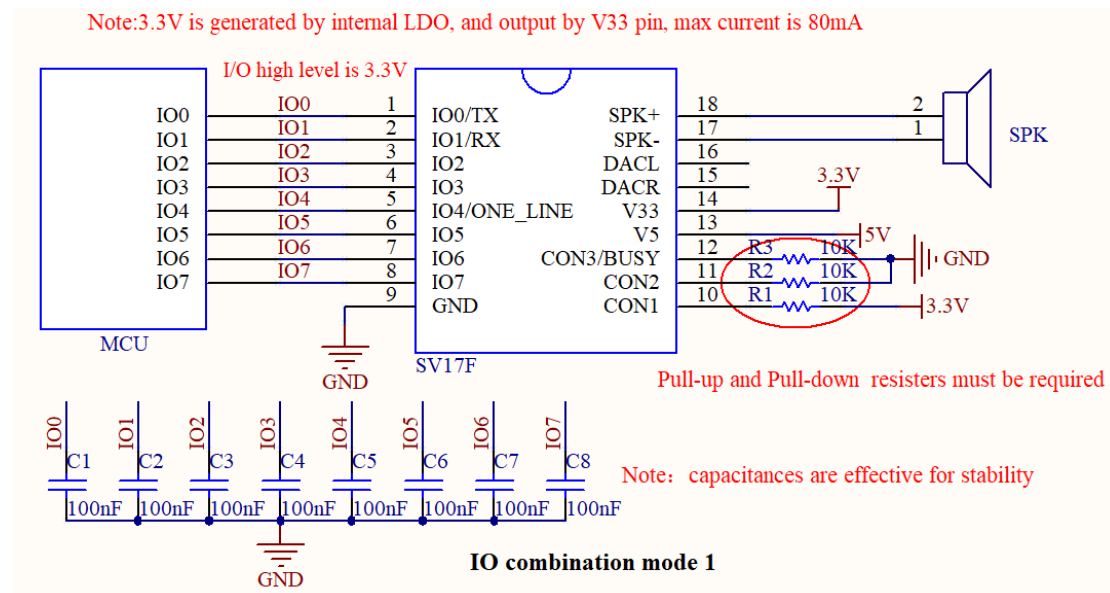 Note:3.3V is generated by internal LDO, and output by V33 pin, max current is 80mA
I/O high level is 3.3V
IO0 IO0 1 IO0/TX SPK+ 18 2
IO1 IO1 2 IO1/RX SPK- 17 1 SPK
IO2 IO2 3 IO2 DACL 16
IO3 IO3 4 IO3 DACR 15 3.3V
IO4 IO4 5 IO4/ONE_LINE V33 14
IO5 IO5 6 IO5 V5 13 5V
IO6 IO6 7 IO6 CON3/BUSY 12 R3 10K GND
IO7 IO7 8 IO7 CON2 11 R2 10K
9 GND CON1 10 R1 10K 3.3V
MCU
GND
SV17F
Pull-up and Pull-down resisters must be required
IO0 IO1 IO2 IO3 IO4 IO5 IO6 IO7
C1 C2 C3 C4 C5 C6 C7 C8
Note: capacitances are effective for stability
100nF 100nF 100nF 100nF 100nF 100nF 100nF 100nF
GND
IO combination mode 1